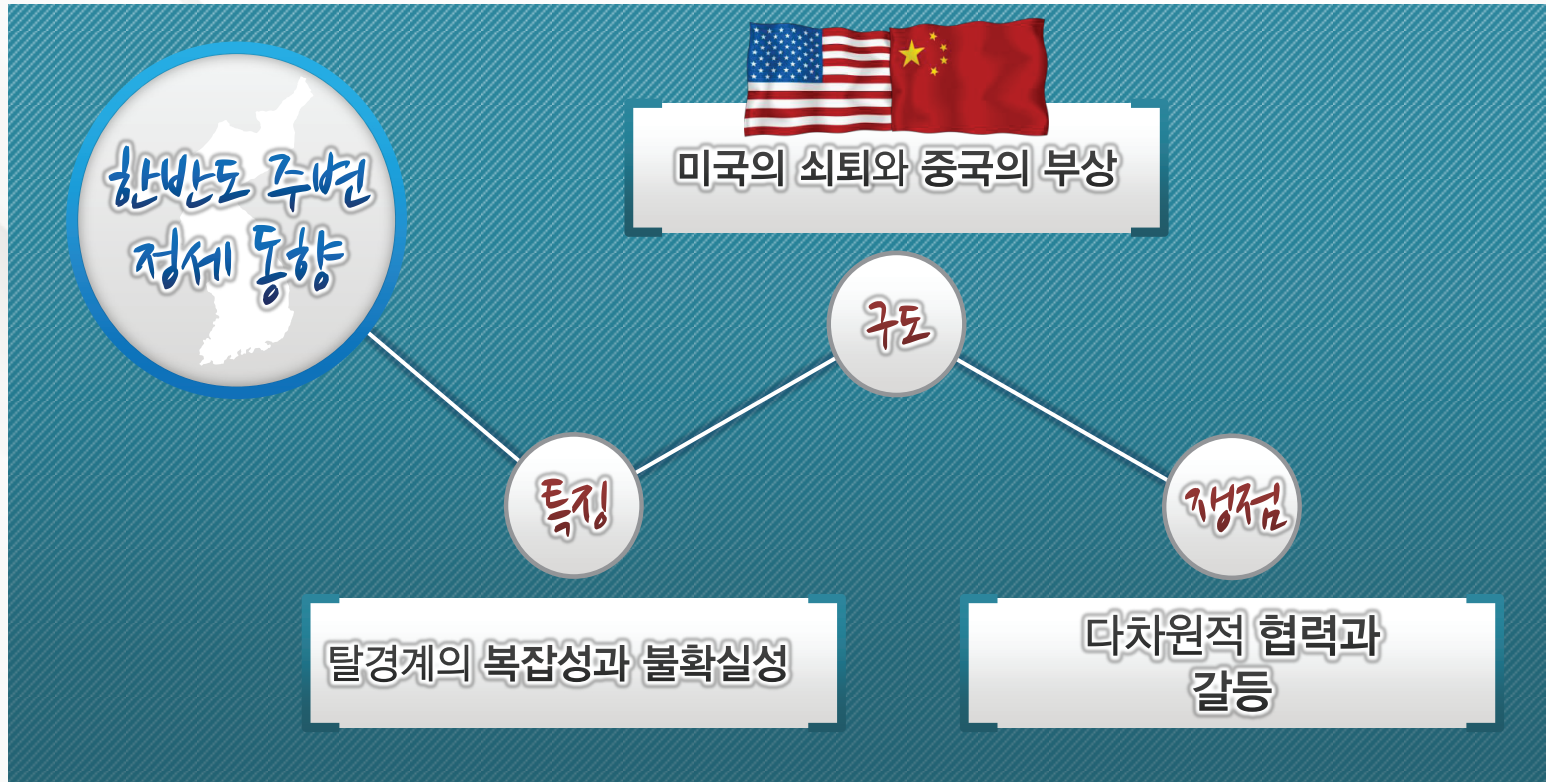 한반도 주변
정세 동향
미국의 쇠퇴와 중국의 부상
구도
특징
쟁점
탈경계의 복잡성과 불확실성
다차원적 협력과
갈등